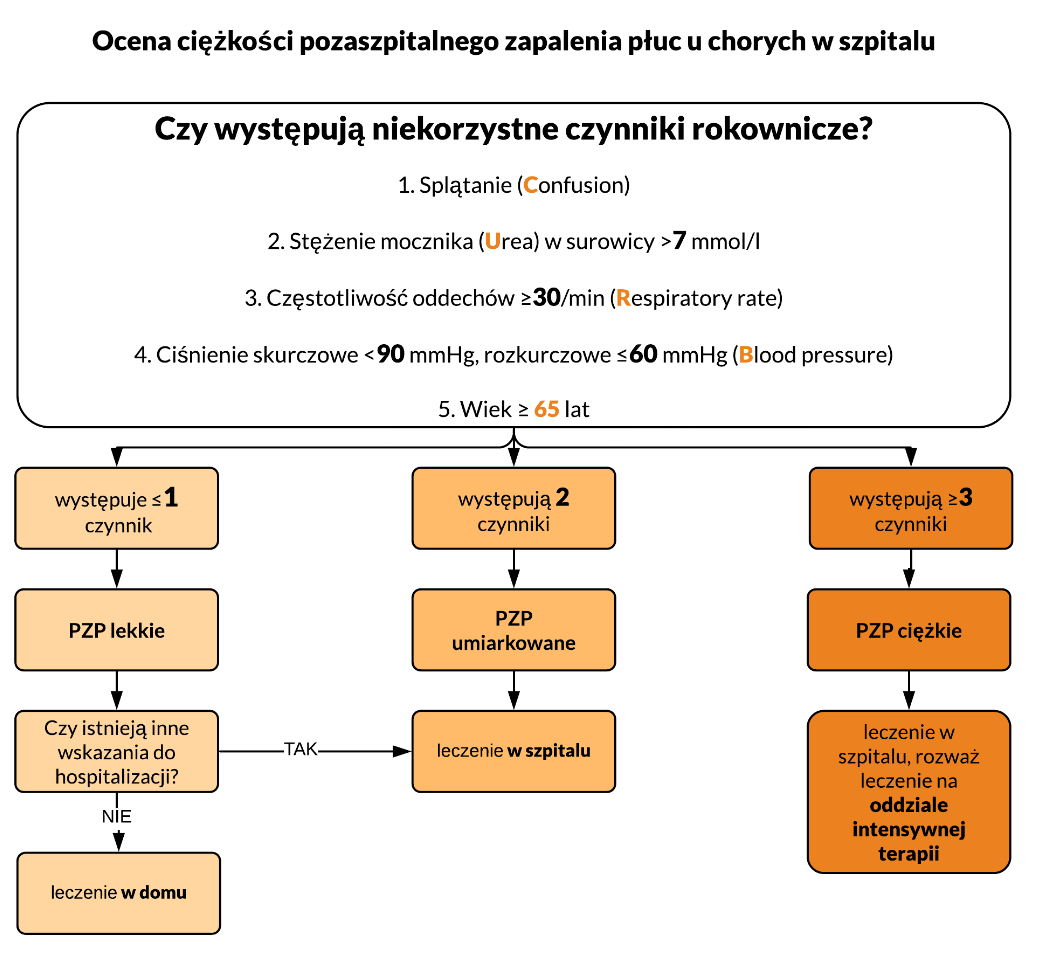 Ocena ciężkości pozaszpitalnego zapalenia płuc u chorych w szpitalu
Czy występują niekorzystne czynniki rokownicze?
1. Splątanie (Confusion)
2. Stężenie mocznika (Urea) w surowicy >7 mmol/l
3. Częstotliwość oddechów ≥30/min (Respiratory rate)
4. Ciśnienie skurczowe <90 mmHg, rozkurczowe ≤60 mmHg (Blood pressure)
5. Wiek ≥ 65 lat
występuje ≤1
czynnik
występują 2
czynniki
występują ≥3
czynniki
PZP lekkie
PZP
umiarkowane
PZP ciężkie
Czy istnieją inne
wskazania do
hospitalizacji?
TAK
leczenie w szpitalu
leczenie w
szpitalu, rozważ
leczenie na
oddziale
intensywnej
terapii
NIE
leczenie w domu